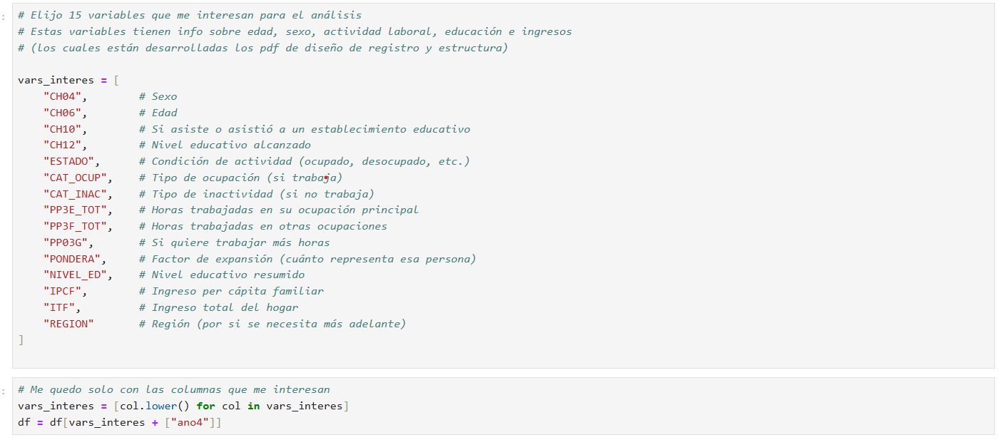 :
# Elijo 15 variables que me interesan para el análisis
# Estas variables tienen info sobre edad, sexo, actividad laboral, educación e ingresos
# (los cuales están desarrolladas los pdf de diseño de registro y estructura)
vars_interes = [
    "CH04",        # Sexo
    "CH06",        # Edad
    "CH10",        # Si asiste o asistió a un establecimiento educativo
    "CH12",        # Nivel educativo alcanzado
    "ESTADO",      # Condición de actividad (ocupado, desocupado, etc.)
    "CAT_OCUP",    # Tipo de ocupación (si trabaja)
    "CAT_INAC",    # Tipo de inactividad (si no trabaja)
    "PP3E_TOT",    # Horas trabajadas en su ocupación principal
    "PP3F_TOT",    # Horas trabajadas en otras ocupaciones
    "PP03G",       # Si quiere trabajar más horas
    "PONDERA",     # Factor de expansión (cuánto representa esa persona)
    "NIVEL_ED",    # Nivel educativo resumido
    "IPCF",        # Ingreso per cápita familiar
    "ITF",         # Ingreso total del hogar
    "REGION"       # Región (por si se necesita más adelante)
]
:
# Me quedo solo con las columnas que me interesan
vars_interes = [col.lower() for col in vars_interes]
df = df[vars_interes + ["ano4"]]